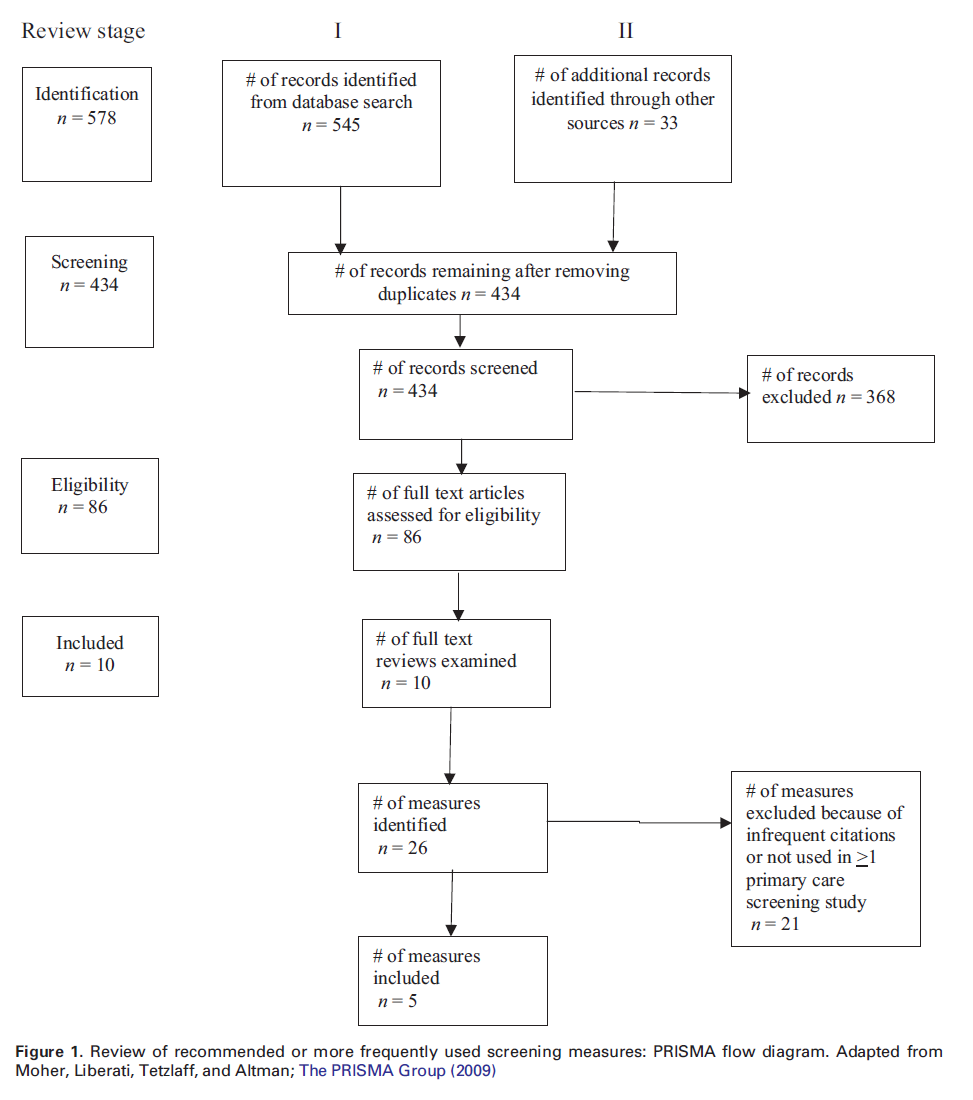 Review stage
I
II
Identification
n = 578
# of records identified
from database search
n = 545
# of additional records
identified through other
sources n = 33
Screening
n = 434
# of records remaining after removing
duplicates n = 434
# of records screened
n = 434
# of records
excluded n = 368
Eligibility
n = 86
# of full text articles
assessed for eligibility
n = 86
Included
n = 10
# of full text
reviews examined
n = 10
# of measures
identified
n = 26
# of measures
excluded because of
infrequent citations
or not used in ≥1
primary care
screening study
n = 21
# of measures
included
n = 5
Figure 1. Review of recommended or more frequently used screening measures: PRISMA flow diagram. Adapted from
Moher, Liberati, Tetzlaff, and Altman; The PRISMA Group (2009)